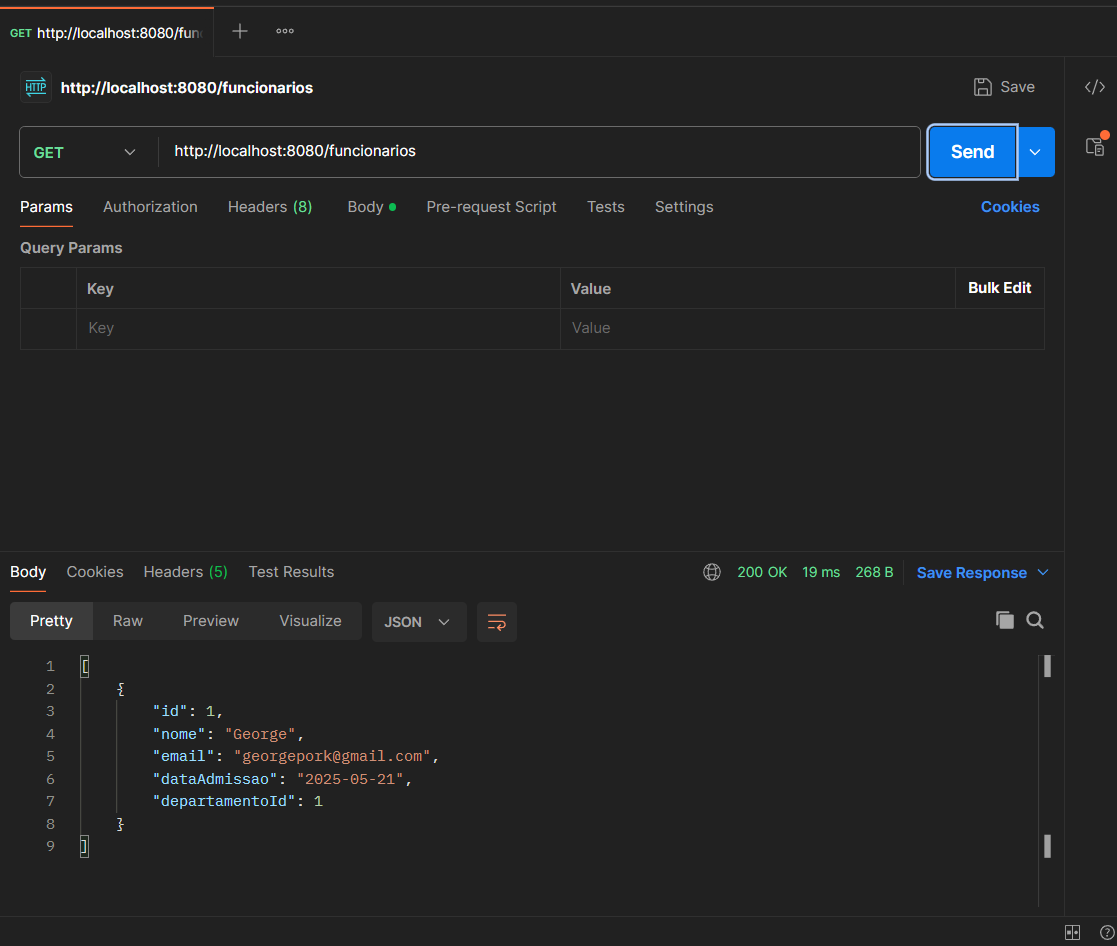 GET http://localhost:8080/fun
HTTP http://localhost:8080/funcionarios Save </>
GET http://localhost:8080/funcionarios Send
Params Authorization Headers (8) Body Pre-request Script Tests Settings Cookies
Query Params
Key Value Bulk Edit
Key Value
Body Cookies Headers (5) Test Results 200 OK 19 ms 268 B Save Response
Pretty Raw Preview Visualize JSON
1 [
2 {
3 "id": 1,
4 "nome": "George",
5 "email": "georgepork@gmail.com",
6 "dataAdmissao": "2025-05-21",
7 "departamentoId": 1
8 }
9 ]